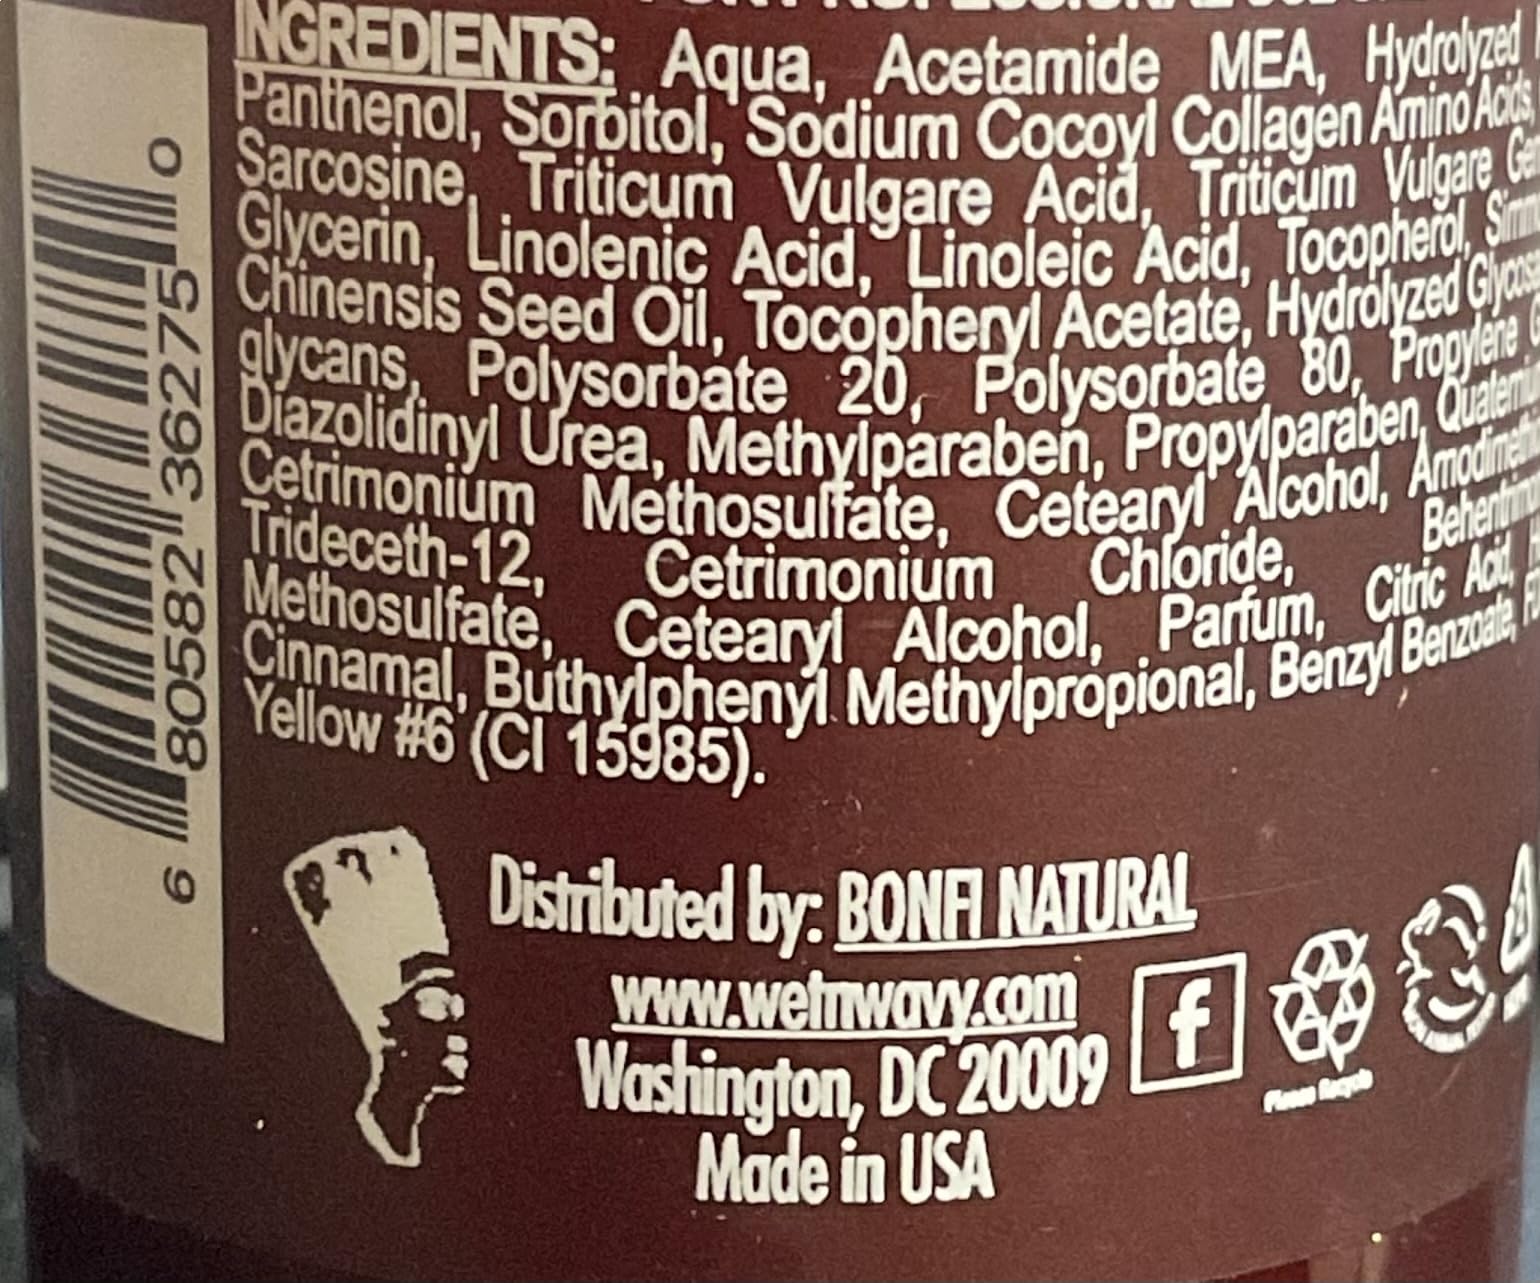 INGREDIENTS: Aqua, Acetamide MEA, Hydrolyzed
Panthenol, Sorbitol, Sodium Cocoyl Collagen Amino Acids
Sarcosine, Triticum Vulgare Acid, Triticum Vulgare
Glycerin, Linolenic Acid, Linoleic Acid, Tocopherol,
Chinensis Seed Oil, Tocopheryl Acetate, Hydrolyzed
glycans, Polysorbate 20, Polysorbate 80, Propylene
Diazolidinyl Urea, Methylparaben, Propylparaben,
Cetrimonium Methosulfate, Cetearyl Alcohol,
Trideceth-12, Cetrimonium Chloride,
Methosulfate, Cetearyl Alcohol, Parfum, Citric Acid,
Cinnamal, Buthylphenyl Methylpropional, Benzyl Benzoate,
Yellow #6 (CI 15985).
6 80582 36275 0
Distributed by: BONFI NATURAL
www.wetnwavy.com
Washington, DC 20009
Made in USA
f
Please Recycle